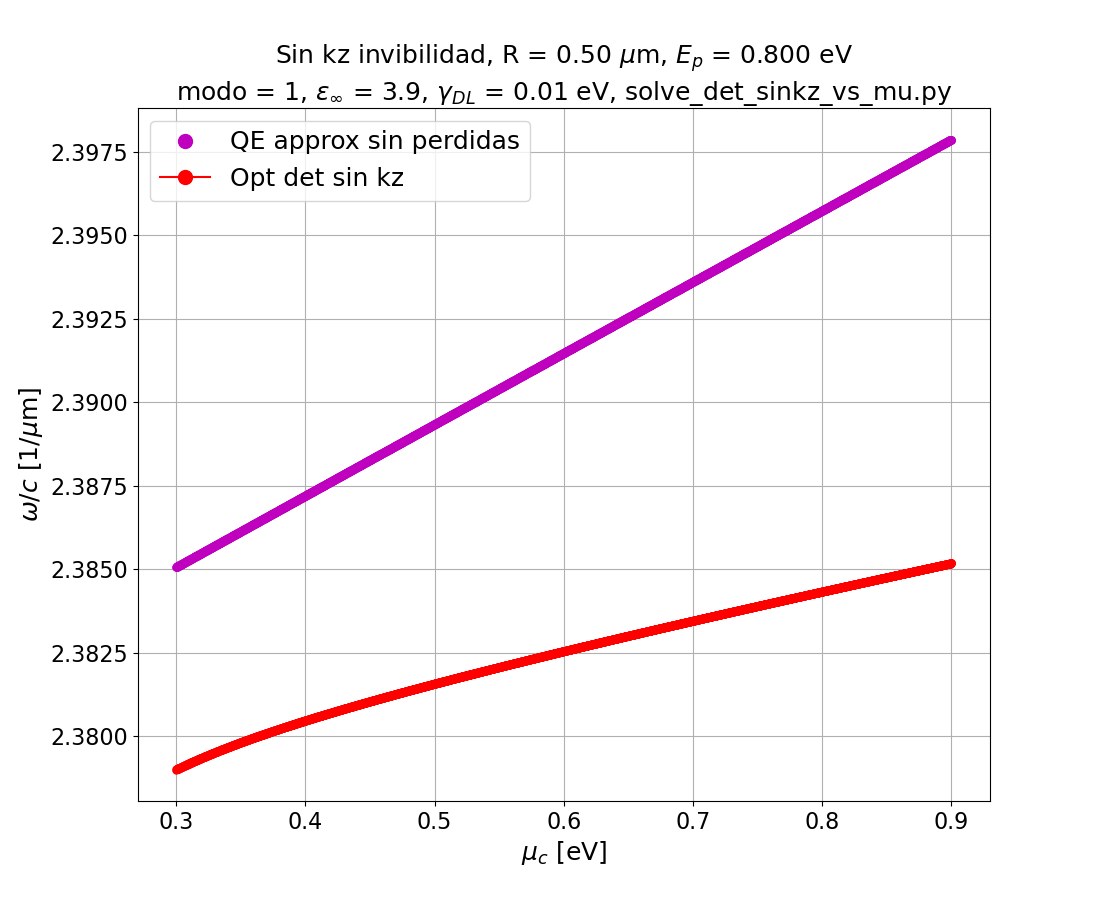 Sin kz invibilidad, R = 0.50 μm, E_p = 0.800 eV
modo = 1, ε_∞ = 3.9, γ_DL = 0.01 eV, solve_det_sinkz_vs_mu.py
QE approx sin perdidas
Opt det sin kz
2.3975
2.3950
2.3925
2.3900
2.3875
2.3850
2.3825
2.3800
ω/c [1/μm]
0.3 0.4 0.5 0.6 0.7 0.8 0.9
μ_c [eV]